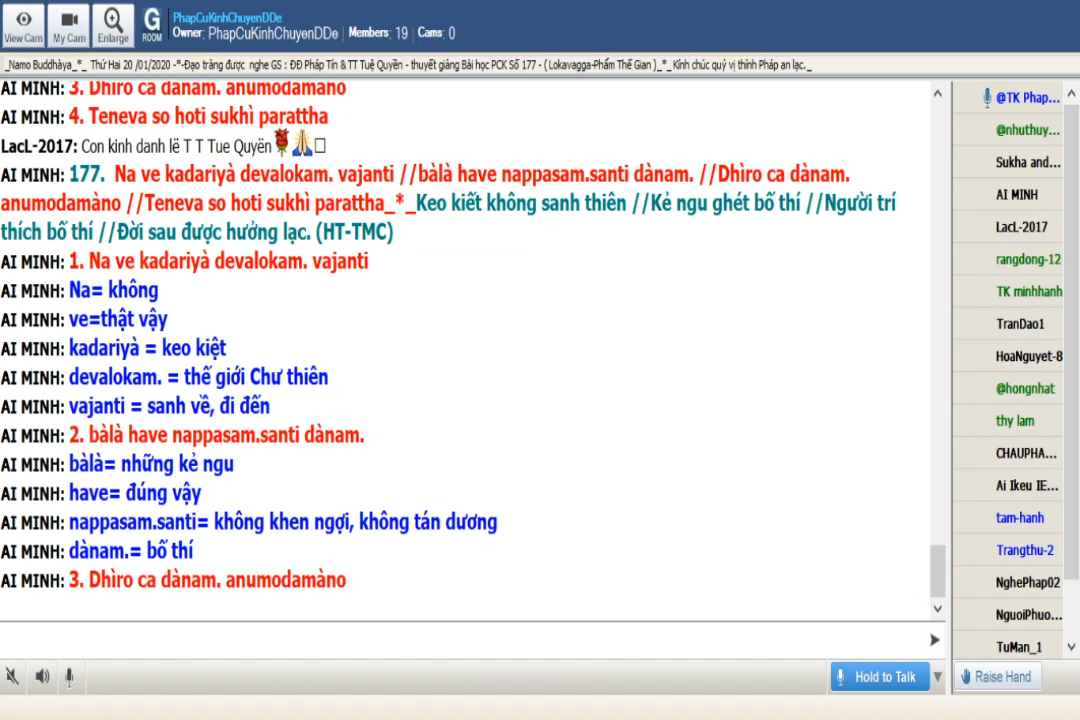 View Cam
My Cam
Enlarge
G
ROOM
PhapCuKinhChuyenDDe
Owner: PhapCuKinhChuyenDDe | Members: 19 | Cams: 0
_Namo Buddhàya_*_ Thứ Hai 20 /01/2020 -*-Đạo tràng được nghe GS : ĐĐ Pháp Tín & TT Tuệ Quyền - thuyết giảng Bài học PCK Số 177 - ( Lokavagga-Phẩm Thế Gian )_*_Kính chúc quý vị thính Pháp an lạc._
AI MINH: 3. Dhìro ca dànam. anumodamàno
AI MINH: 4. Teneva so hoti sukhì parattha
LacL-2017: Con kinh danh lê T T Tue Quyên
AI MINH: 177. Na ve kadariyà devalokam. vajanti //bàlà have nappasam.santi dànam. //Dhìro ca dànam.
anumodamàno //Teneva so hoti sukhì parattha_*_Keo kiết không sanh thiên //Kẻ ngu ghét bố thí //Người trí
thích bố thí //Đời sau được hưởng lạc. (HT-TMC)
AI MINH: 1. Na ve kadariyà devalokam. vajanti
AI MINH: Na= không
AI MINH: ve=thật vậy
AI MINH: kadariyà = keo kiệt
AI MINH: devalokam. = thế giới Chư thiên
AI MINH: vajanti = sanh về, đi đến
AI MINH: 2. bàlà have nappasam.santi dànam.
AI MINH: bàlà= những kẻ ngu
AI MINH: have= đúng vậy
AI MINH: nappasam.santi= không khen ngợi, không tán dương
AI MINH: dànam.= bố thí
AI MINH: 3. Dhìro ca dànam. anumodamàno
@TK Phap...
@nhuthuy...
Sukha and...
AI MINH
LacL-2017
rangdong-12
TK minhhanh
TranDao1
HoaNguyet-8
@hongnhat
thy lam
CHAUPHA...
Ai Ikeu IE...
tam-hanh
Trangthu-2
NghePhap02
NguoiPhuo...
TuMan_1
Hold to Talk
Raise Hand